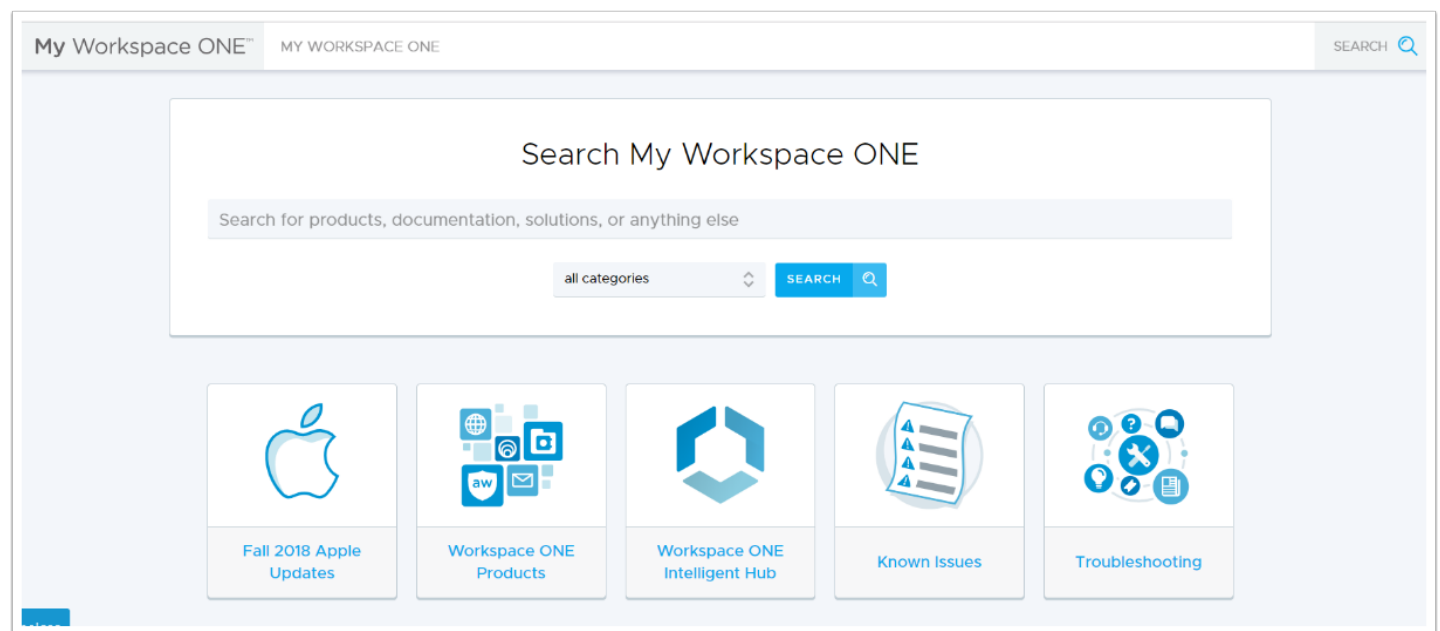 My Workspace ONE™ MY WORKSPACE ONE SEARCH
Search My Workspace ONE
Search for products, documentation, solutions, or anything else
all categories SEARCH
aw
?
Fall 2018 Apple
Updates
Workspace ONE
Products
Workspace ONE
Intelligent Hub
Known Issues
Troubleshooting